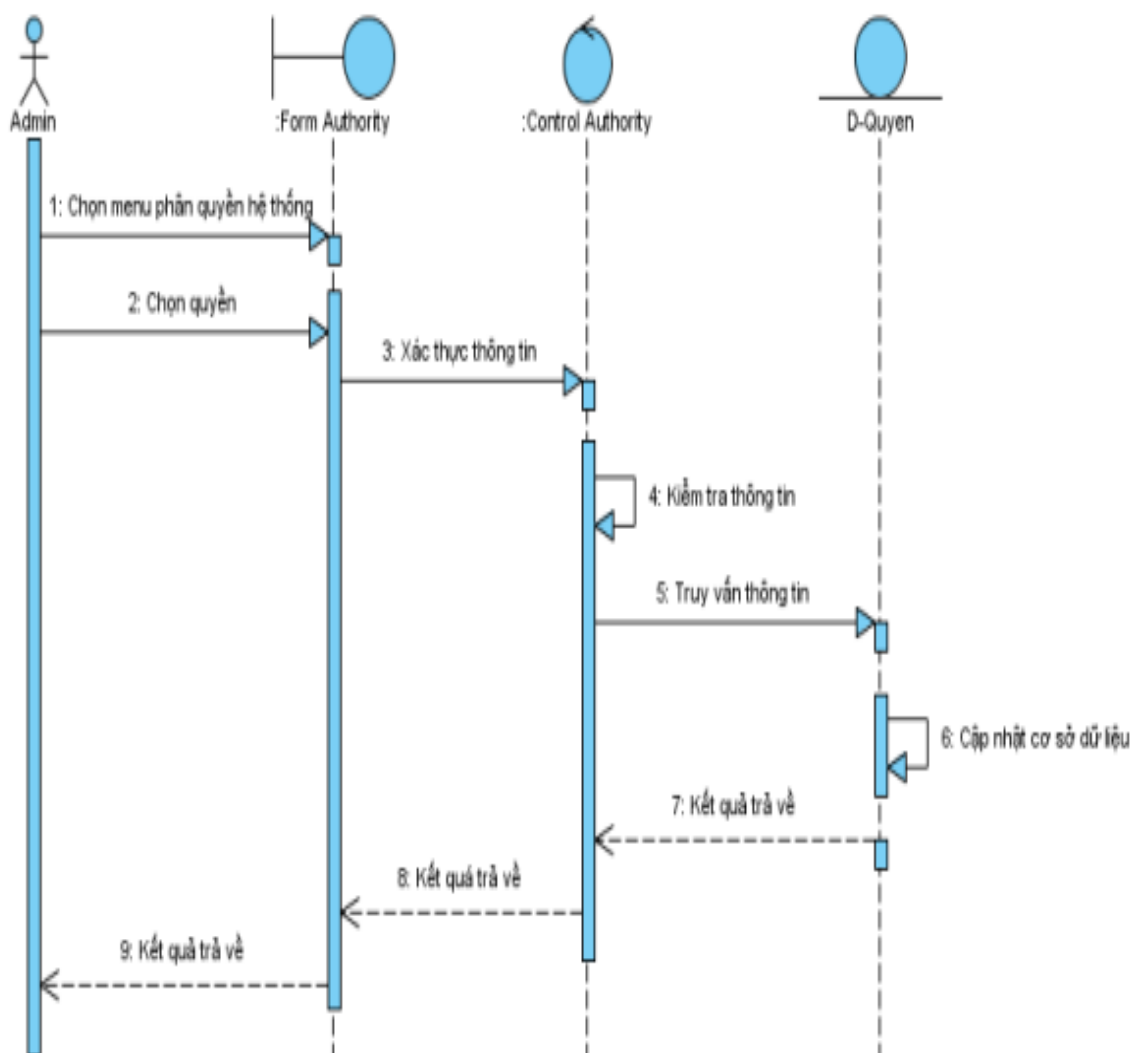 Admin
:Form Authority
:Control Authority
D-Quyen
1: Chọn menu phân quyền hệ thống
2: Chọn quyền
3: Xác thực thông tin
4: Kiểm tra thông tin
5: Truy vấn thông tin
6: Cập nhật cơ sở dữ liệu
7: Kết quả trả về
8: Kết quả trả về
9: Kết quả trả về